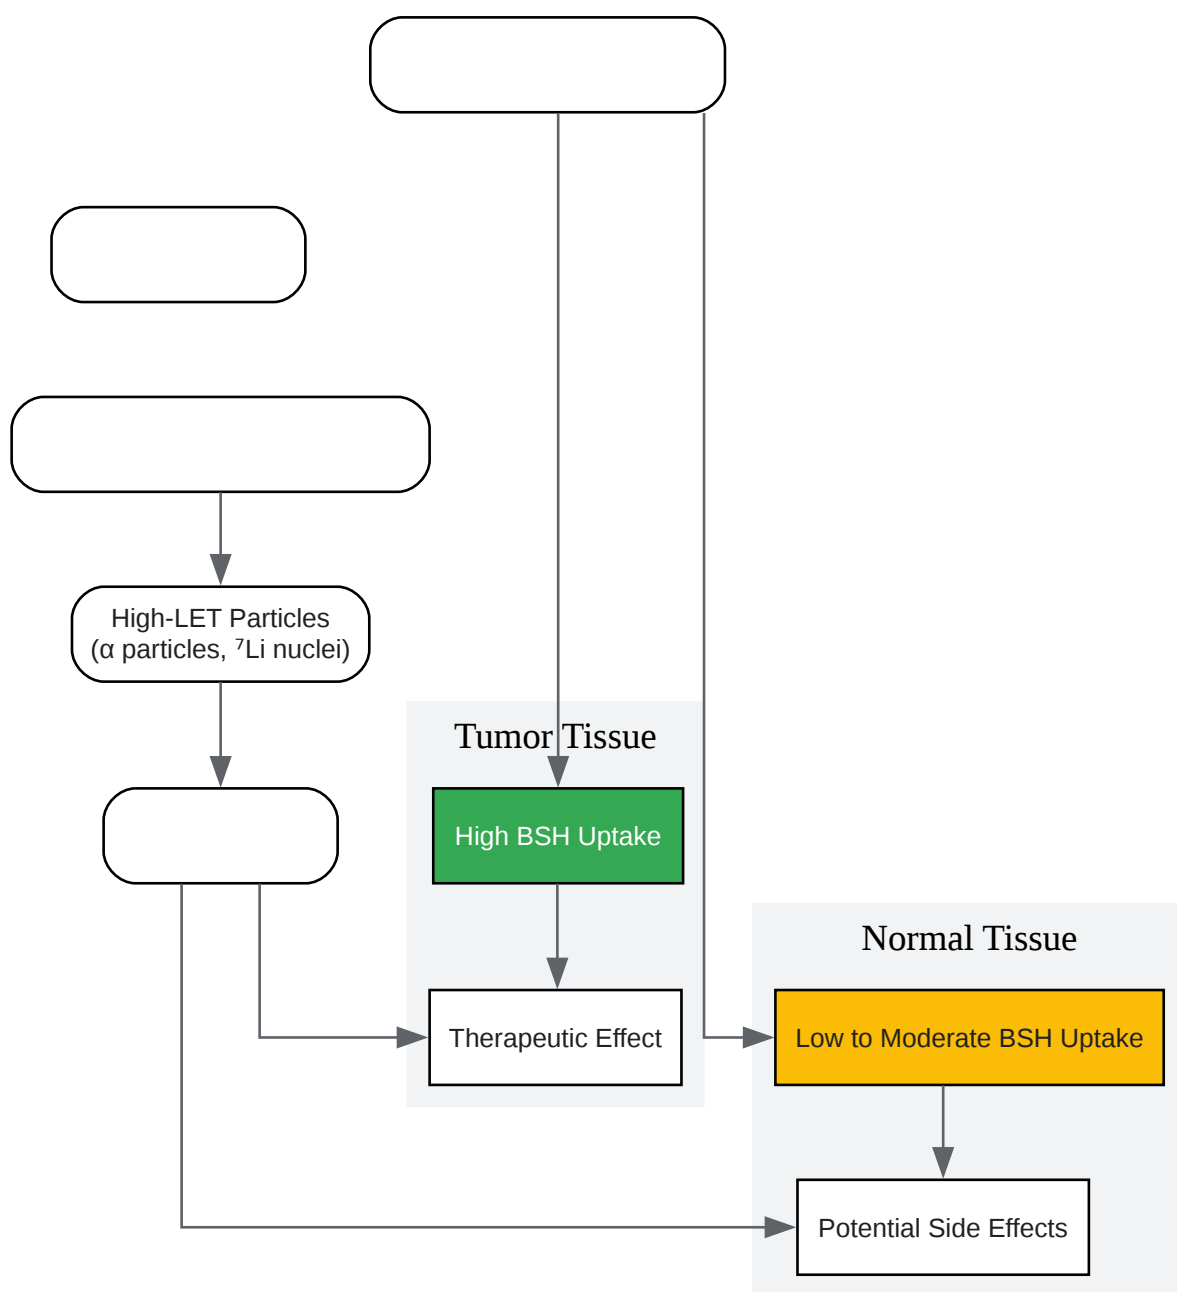 High-LET Particles
(α particles, ⁷Li nuclei)
Tumor Tissue
High BSH Uptake
Therapeutic Effect
Normal Tissue
Low to Moderate BSH Uptake
Potential Side Effects